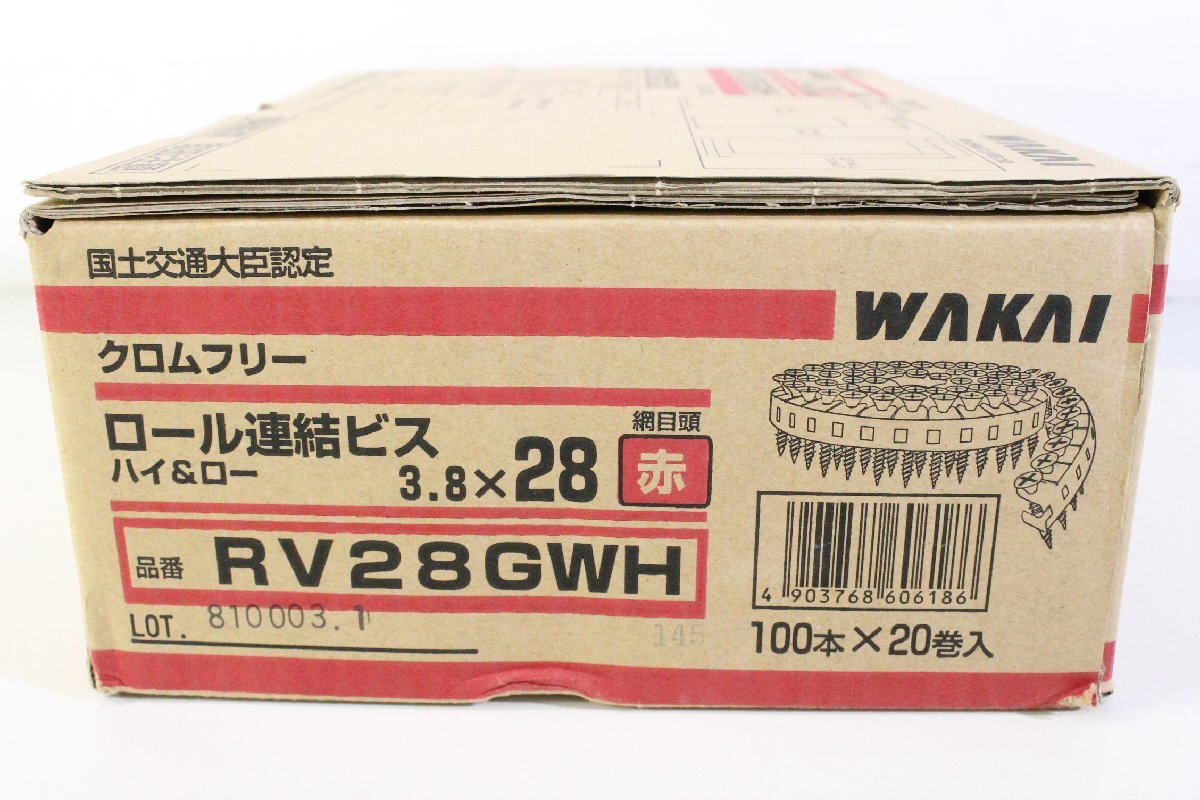 WAKAI
国土交通大臣認定
WAKAI
クロムフリー
ロール連結ビス
ハイ&ロー
3.8×28
網目頭
赤
品番 RV28GWH
LOT. 810003.1
145
4 903768 606186
100本×20巻入